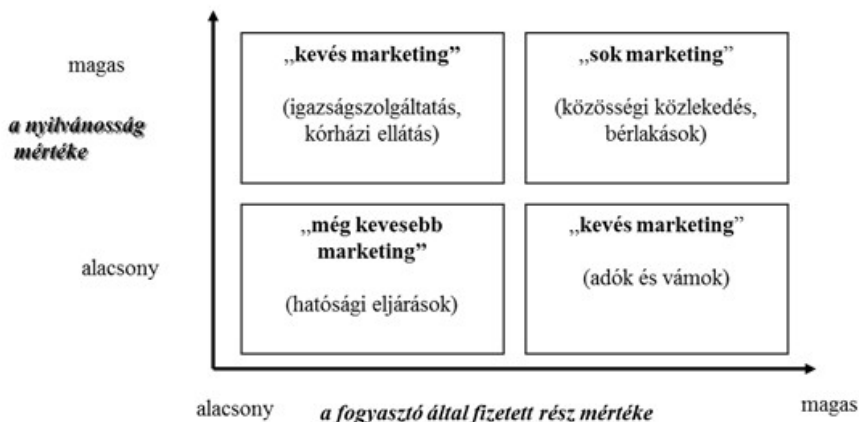 magas
a nyilvánosság
mértéke
alacsony
„kevés marketing”
(igazságszolgáltatás,
kórházi ellátás)
„sok marketing”
(közösségi közlekedés,
bérlakások)
„még kevesebb
marketing”
(hatósági eljárások)
„kevés marketing”
(adók és vámok)
alacsony
a fogyasztó által fizetett rész mértéke
magas